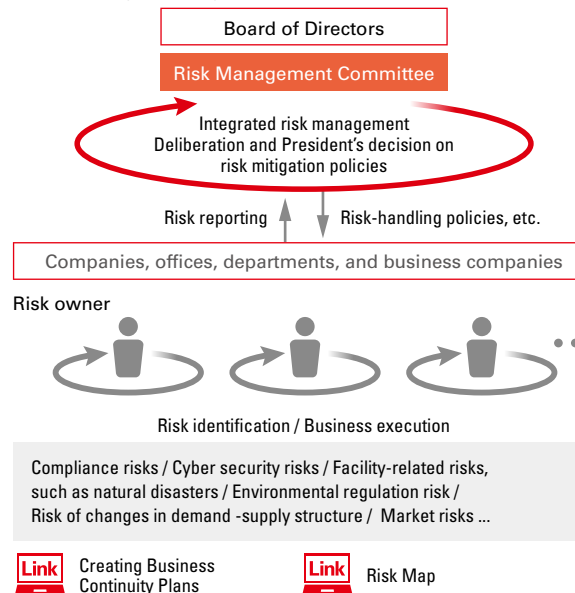 Board of Directors
Risk Management Committee
Integrated risk management
Deliberation and President's decision on
risk mitigation policies
Risk reporting
Risk-handling policies, etc.
Companies, offices, departments, and business companies
Risk owner
Risk identification / Business execution
Compliance risks / Cyber security risks / Facility-related risks,
such as natural disasters / Environmental regulation risk /
Risk of changes in demand -supply structure / Market risks ...
Link
Creating Business
Continuity Plans
Link
Risk Map